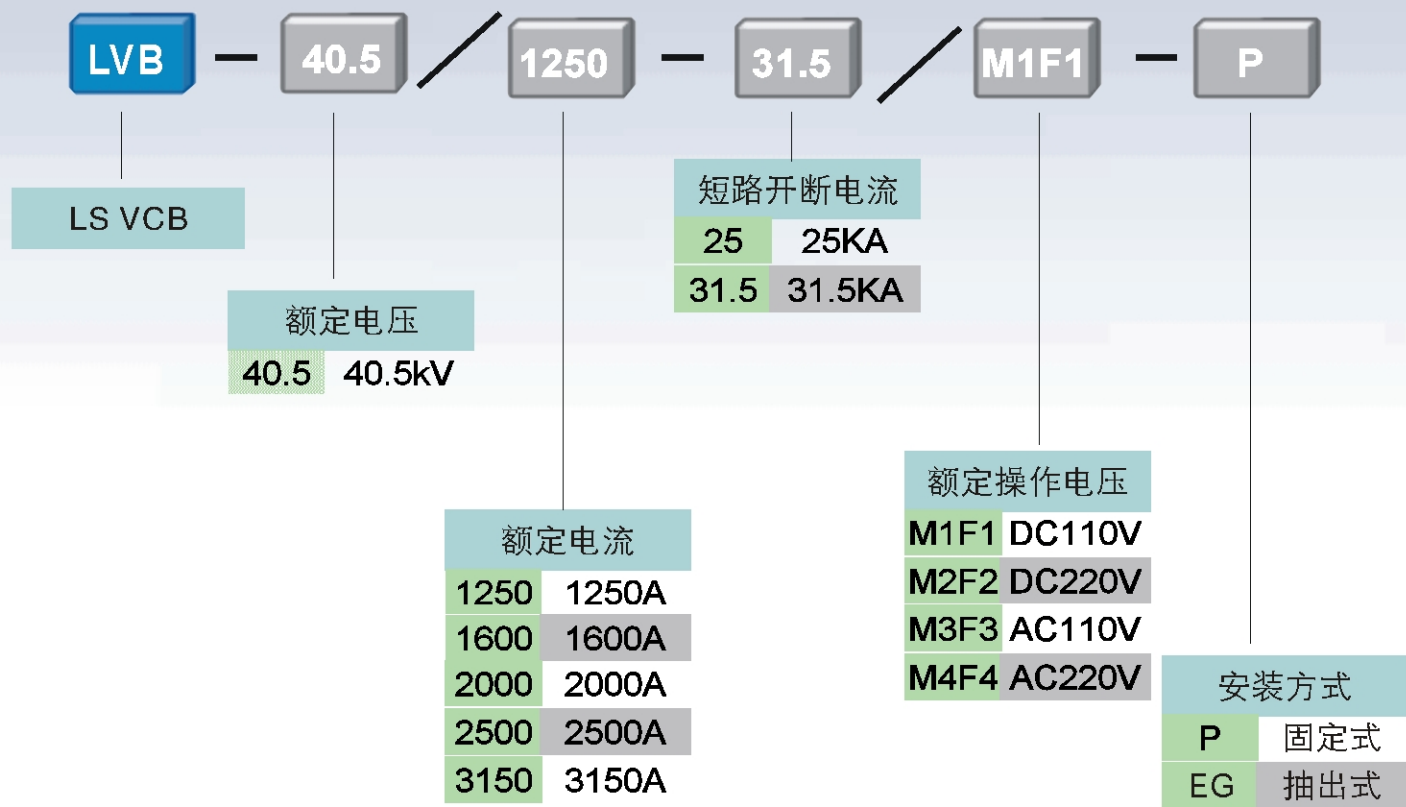 LVB - 40.5 / 1250 - 31.5 / M1F1 - P
LS VCB
额定电压
40.5 40.5kV
额定电流
1250 1250A
1600 1600A
2000 2000A
2500 2500A
3150 3150A
短路开断电流
25 25KA
31.5 31.5KA
额定操作电压
M1F1 DC110V
M2F2 DC220V
M3F3 AC110V
M4F4 AC220V
安装方式
P 固定式
EG 抽出式